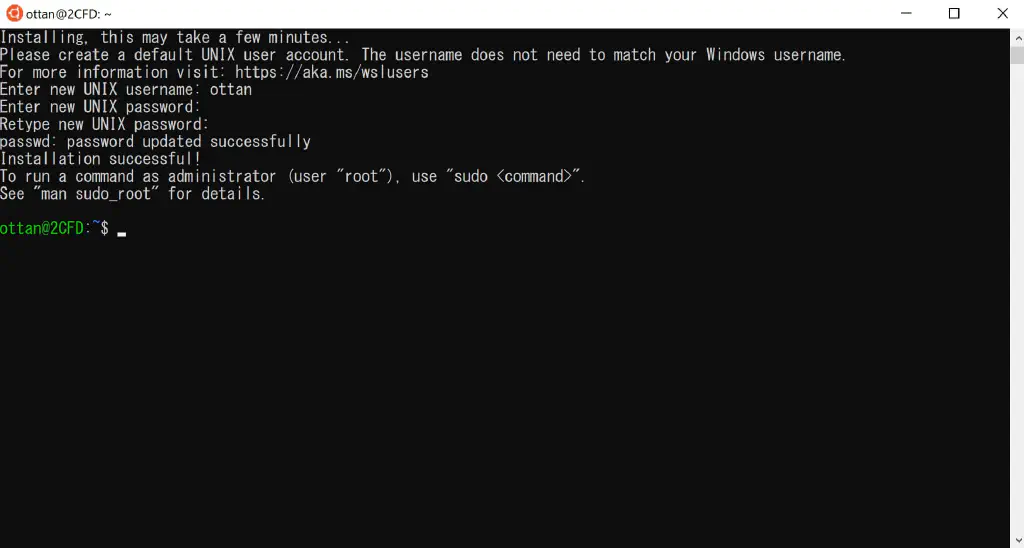 ottan@2CFD: ~
Installing, this may take a few minutes...
Please create a default UNIX user account. The username does not need to match your Windows username.
For more information visit: https://aka.ms/wslusers
Enter new UNIX username: ottan
Enter new UNIX password:
Retype new UNIX password:
passwd: password updated successfully
Installation successful!
To run a command as administrator (user "root"), use "sudo <command>".
See "man sudo_root" for details.
ottan@2CFD:~$